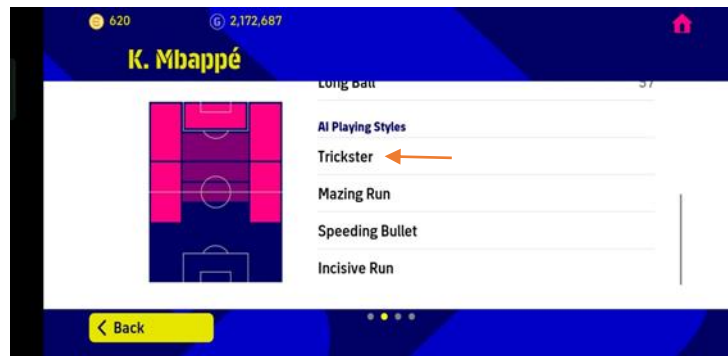 620
2,172,687
K. Mbappé
Long Ball 57
AI Playing Styles
Trickster
Mazing Run
Speeding Bullet
Incisive Run
< Back